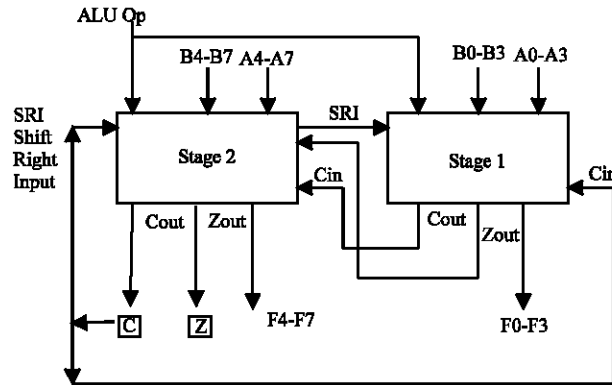 ALU Op
B4-B7 A4-A7
B0-B3 A0-A3
SRI
Shift
Right
Input
SRI
Stage 2
Stage 1
Cin
Cin
Cout
Zout
Cout
Zout
C
Z
F4-F7
F0-F3